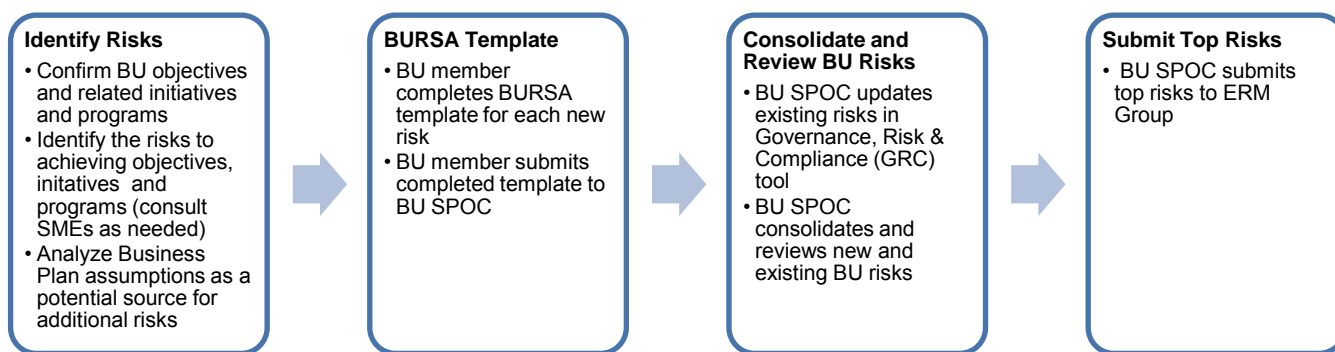 Identify Risks
• Confirm BU objectives
and related initiatives
and programs
• Identify the risks to
achieving objectives,
initatives and
programs (consult
SMEs as needed)
• Analyze Business
Plan assumptions as a
potential source for
additional risks
BURSA Template
• BU member
completes BURSA
template for each new
risk
• BU member submits
completed template to
BU SPOC
Consolidate and
Review BU Risks
• BU SPOC updates
existing risks in
Governance, Risk &
Compliance (GRC)
tool
• BU SPOC
consolidates and
reviews new and
existing BU risks
Submit Top Risks
• BU SPOC submits
top risks to ERM
Group